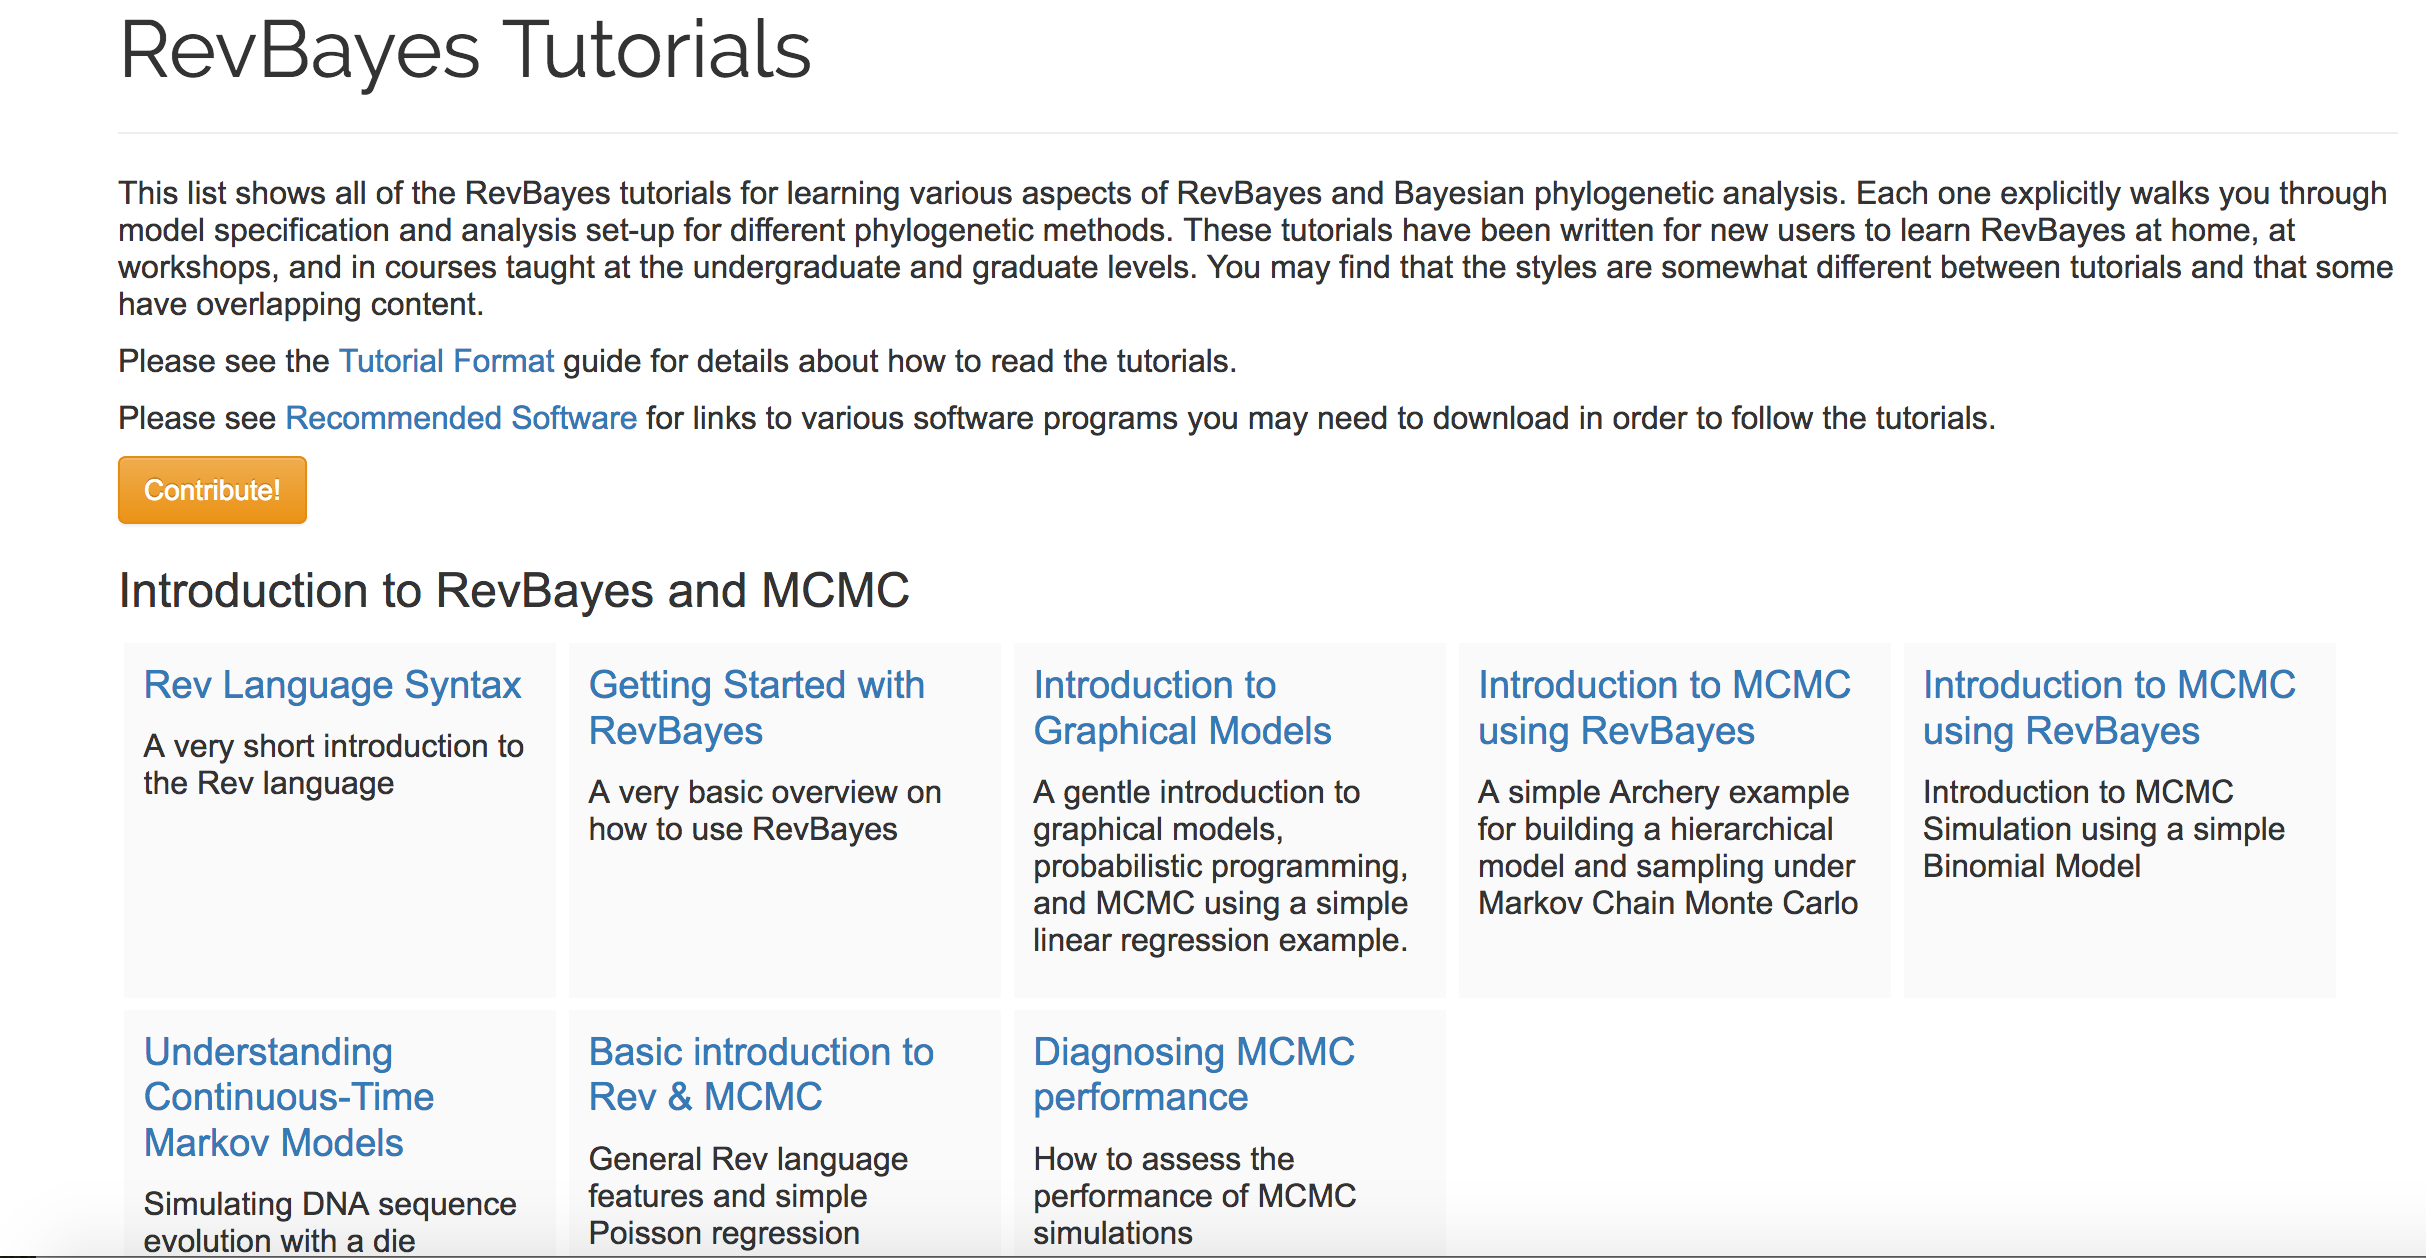 RevBayes Tutorials
This list shows all of the RevBayes tutorials for learning various aspects of RevBayes and Bayesian phylogenetic analysis. Each one explicitly walks you through
model specification and analysis set-up for different phylogenetic methods. These tutorials have been written for new users to learn RevBayes at home, at
workshops, and in courses taught at the undergraduate and graduate levels. You may find that the styles are somewhat different between tutorials and that some
have overlapping content.
Please see the Tutorial Format guide for details about how to read the tutorials.
Please see Recommended Software for links to various software programs you may need to download in order to follow the tutorials.
Contribute!
Introduction to RevBayes and MCMC
Rev Language Syntax
A very short introduction to
the Rev language
Getting Started with
RevBayes
A very basic overview on
how to use RevBayes
Introduction to
Graphical Models
A gentle introduction to
graphical models,
probabilistic programming,
and MCMC using a simple
linear regression example.
Introduction to MCMC
using RevBayes
A simple Archery example
for building a hierarchical
model and sampling under
Markov Chain Monte Carlo
Introduction to MCMC
using RevBayes
Introduction to MCMC
Simulation using a simple
Binomial Model
Understanding
Continuous-Time
Markov Models
Simulating DNA sequence
evolution with a die
Basic introduction to
Rev & MCMC
General Rev language
features and simple
Poisson regression
Diagnosing MCMC
performance
How to assess the
performance of MCMC
simulations